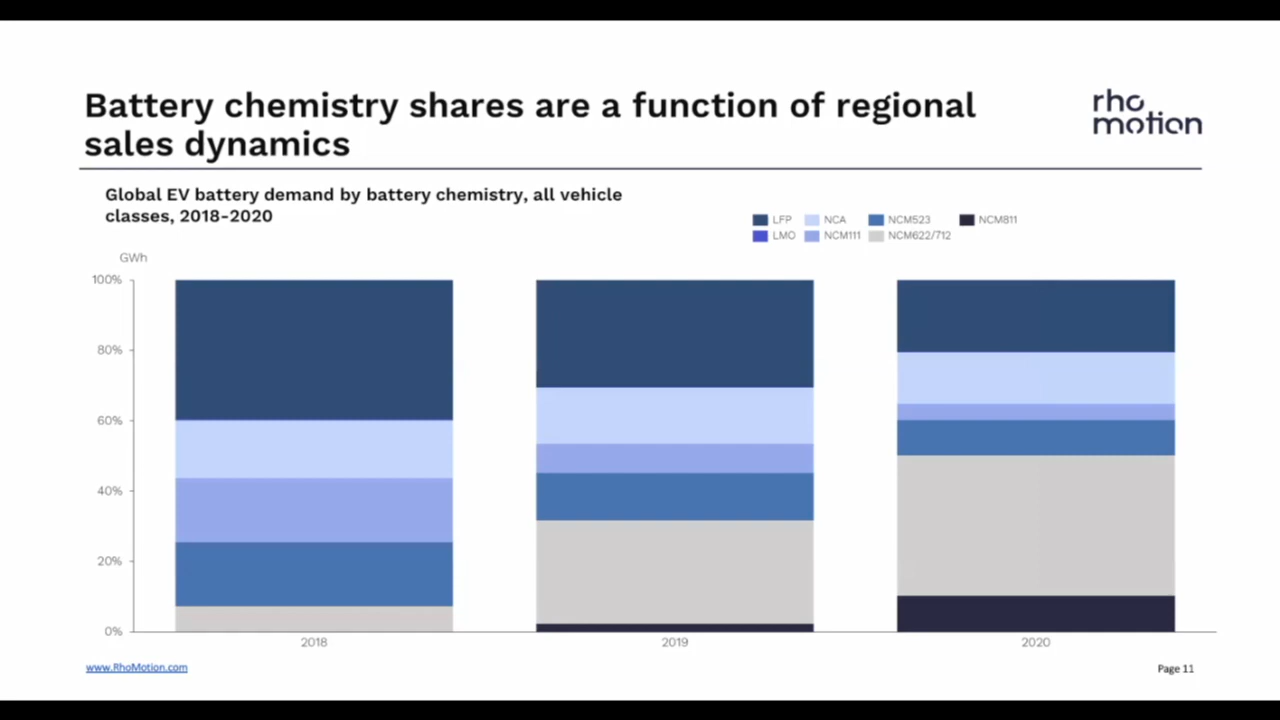 Battery chemistry shares are a function of regional
sales dynamics
rho
motion
Global EV battery demand by battery chemistry, all vehicle
classes, 2018-2020
LFP NCA NCM523 NCM811
LMO NCM111 NCM622/712
GWh
100%
80%
60%
40%
20%
0%
2018 2019 2020
www.RhoMotion.com
Page 11